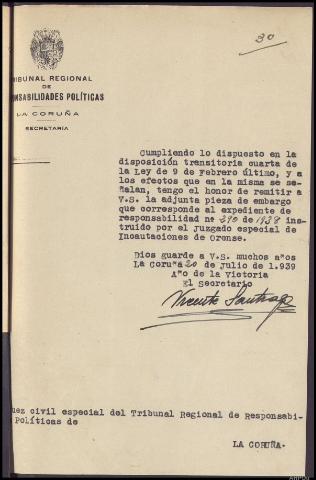 30
TRIBUNAL REGIONAL
DE
ONSABILIDADES POLÍTICAS
LA CORUÑA
SECRETARÍA
Cumpliendo lo dispuesto en la
disposición transitoria cuarta de
la Ley de 9 de Febrero último, y a
los efectos que en la misma se se-
ñalan, tengo el honor de remitir a
V.S. la adjunta pieza de embargo
que corresponde al expediente de
responsabilidad nº 390 de 1938 ins-
truido por el Juzgado especial de
Incautaciones de Orense.
Dios guarde a V.S. muchos años
La Coruña 20 de Julio de 1.939
Año de la Victoria
El Secretario
Vicente Santiago
uez civil especial del Tribunal Regional de Responsabi-
Políticas de
LA CORUÑA.